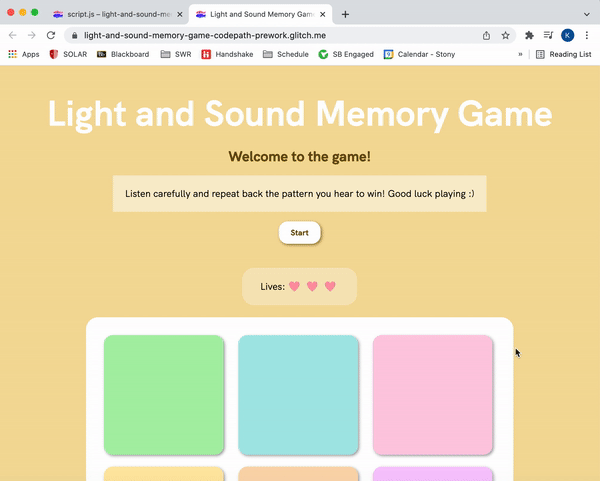 script.js – light-and-sound-me
Light and Sound Memory Game
light-and-sound-memory-game-codepath-prework.glitch.me
K
Apps SOLAR Blackboard SWR Handshake Schedule SB Engaged Calendar - Stony » Reading List
Light and Sound Memory Game
Welcome to the game!
Listen carefully and repeat back the pattern you hear to win! Good luck playing :)
Start
Lives: